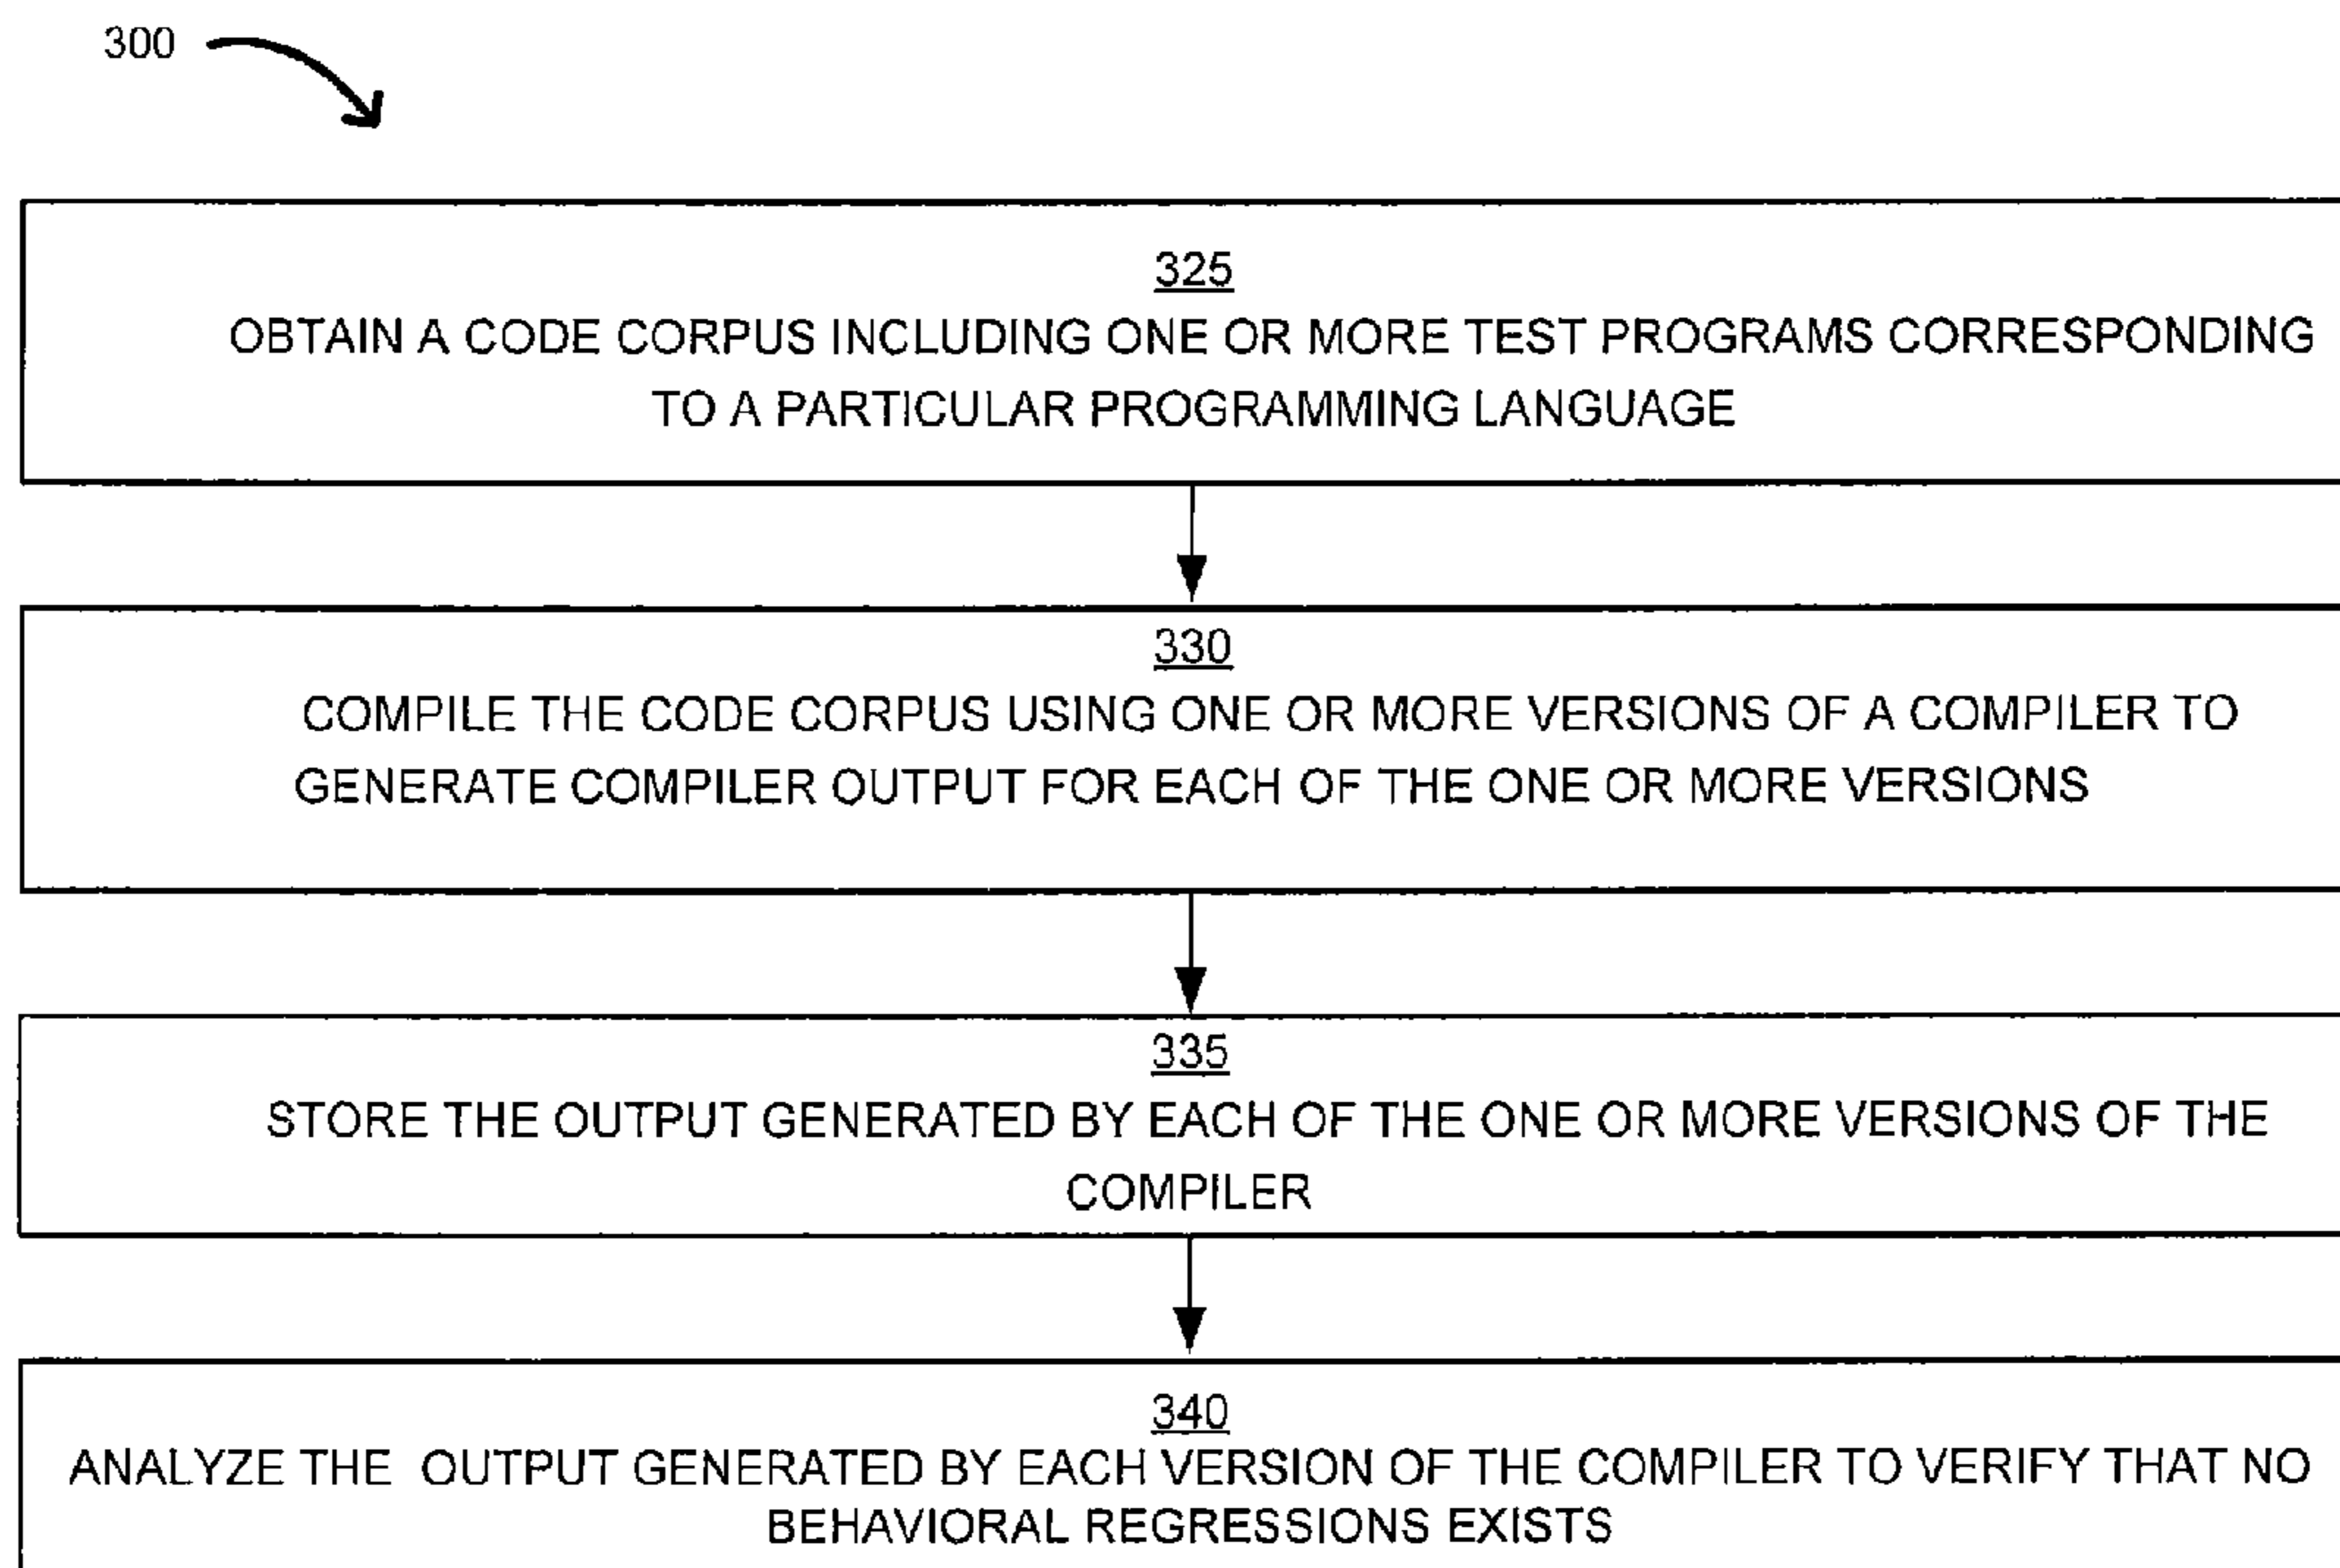 300
325
OBTAIN A CODE CORPUS INCLUDING ONE OR MORE TEST PROGRAMS CORRESPONDING
TO A PARTICULAR PROGRAMMING LANGUAGE
330
COMPILE THE CODE CORPUS USING ONE OR MORE VERSIONS OF A COMPILER TO
GENERATE COMPILER OUTPUT FOR EACH OF THE ONE OR MORE VERSIONS
335
STORE THE OUTPUT GENERATED BY EACH OF THE ONE OR MORE VERSIONS OF THE
COMPILER
340
ANALYZE THE OUTPUT GENERATED BY EACH VERSION OF THE COMPILER TO VERIFY THAT NO
BEHAVIORAL REGRESSIONS EXISTS